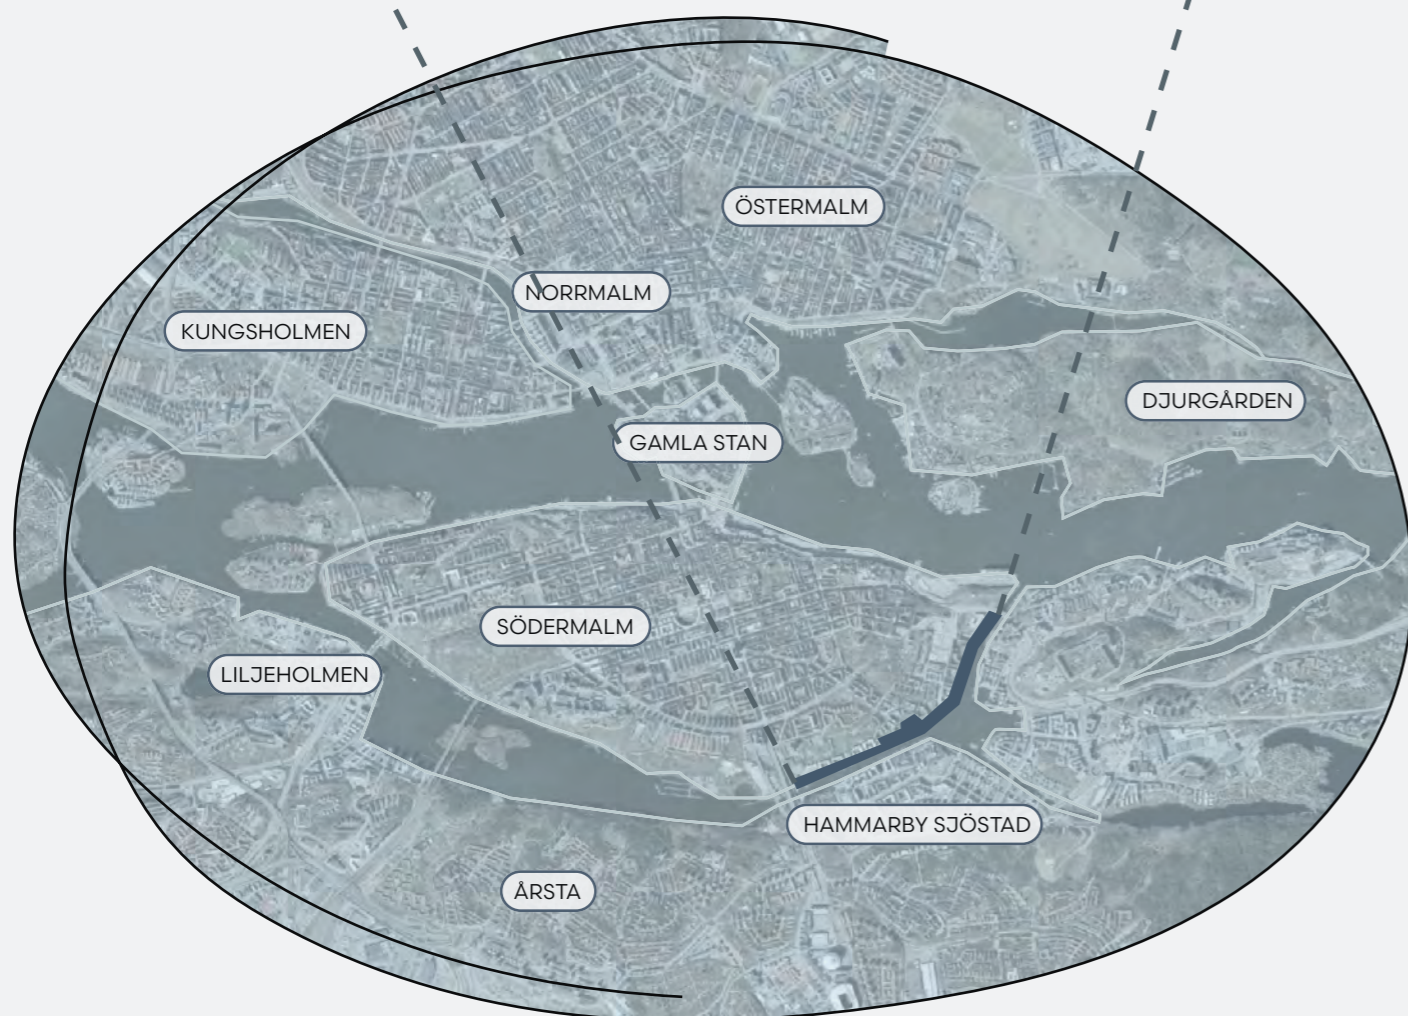 ÖSTERMALM
NORRMALM
KUNGSHOLMEN
DJURGÅRDEN
GAMLA STAN
SÖDERMALM
LILJEHOLMEN
HAMMARBY SJÖSTAD
ÅRSTA